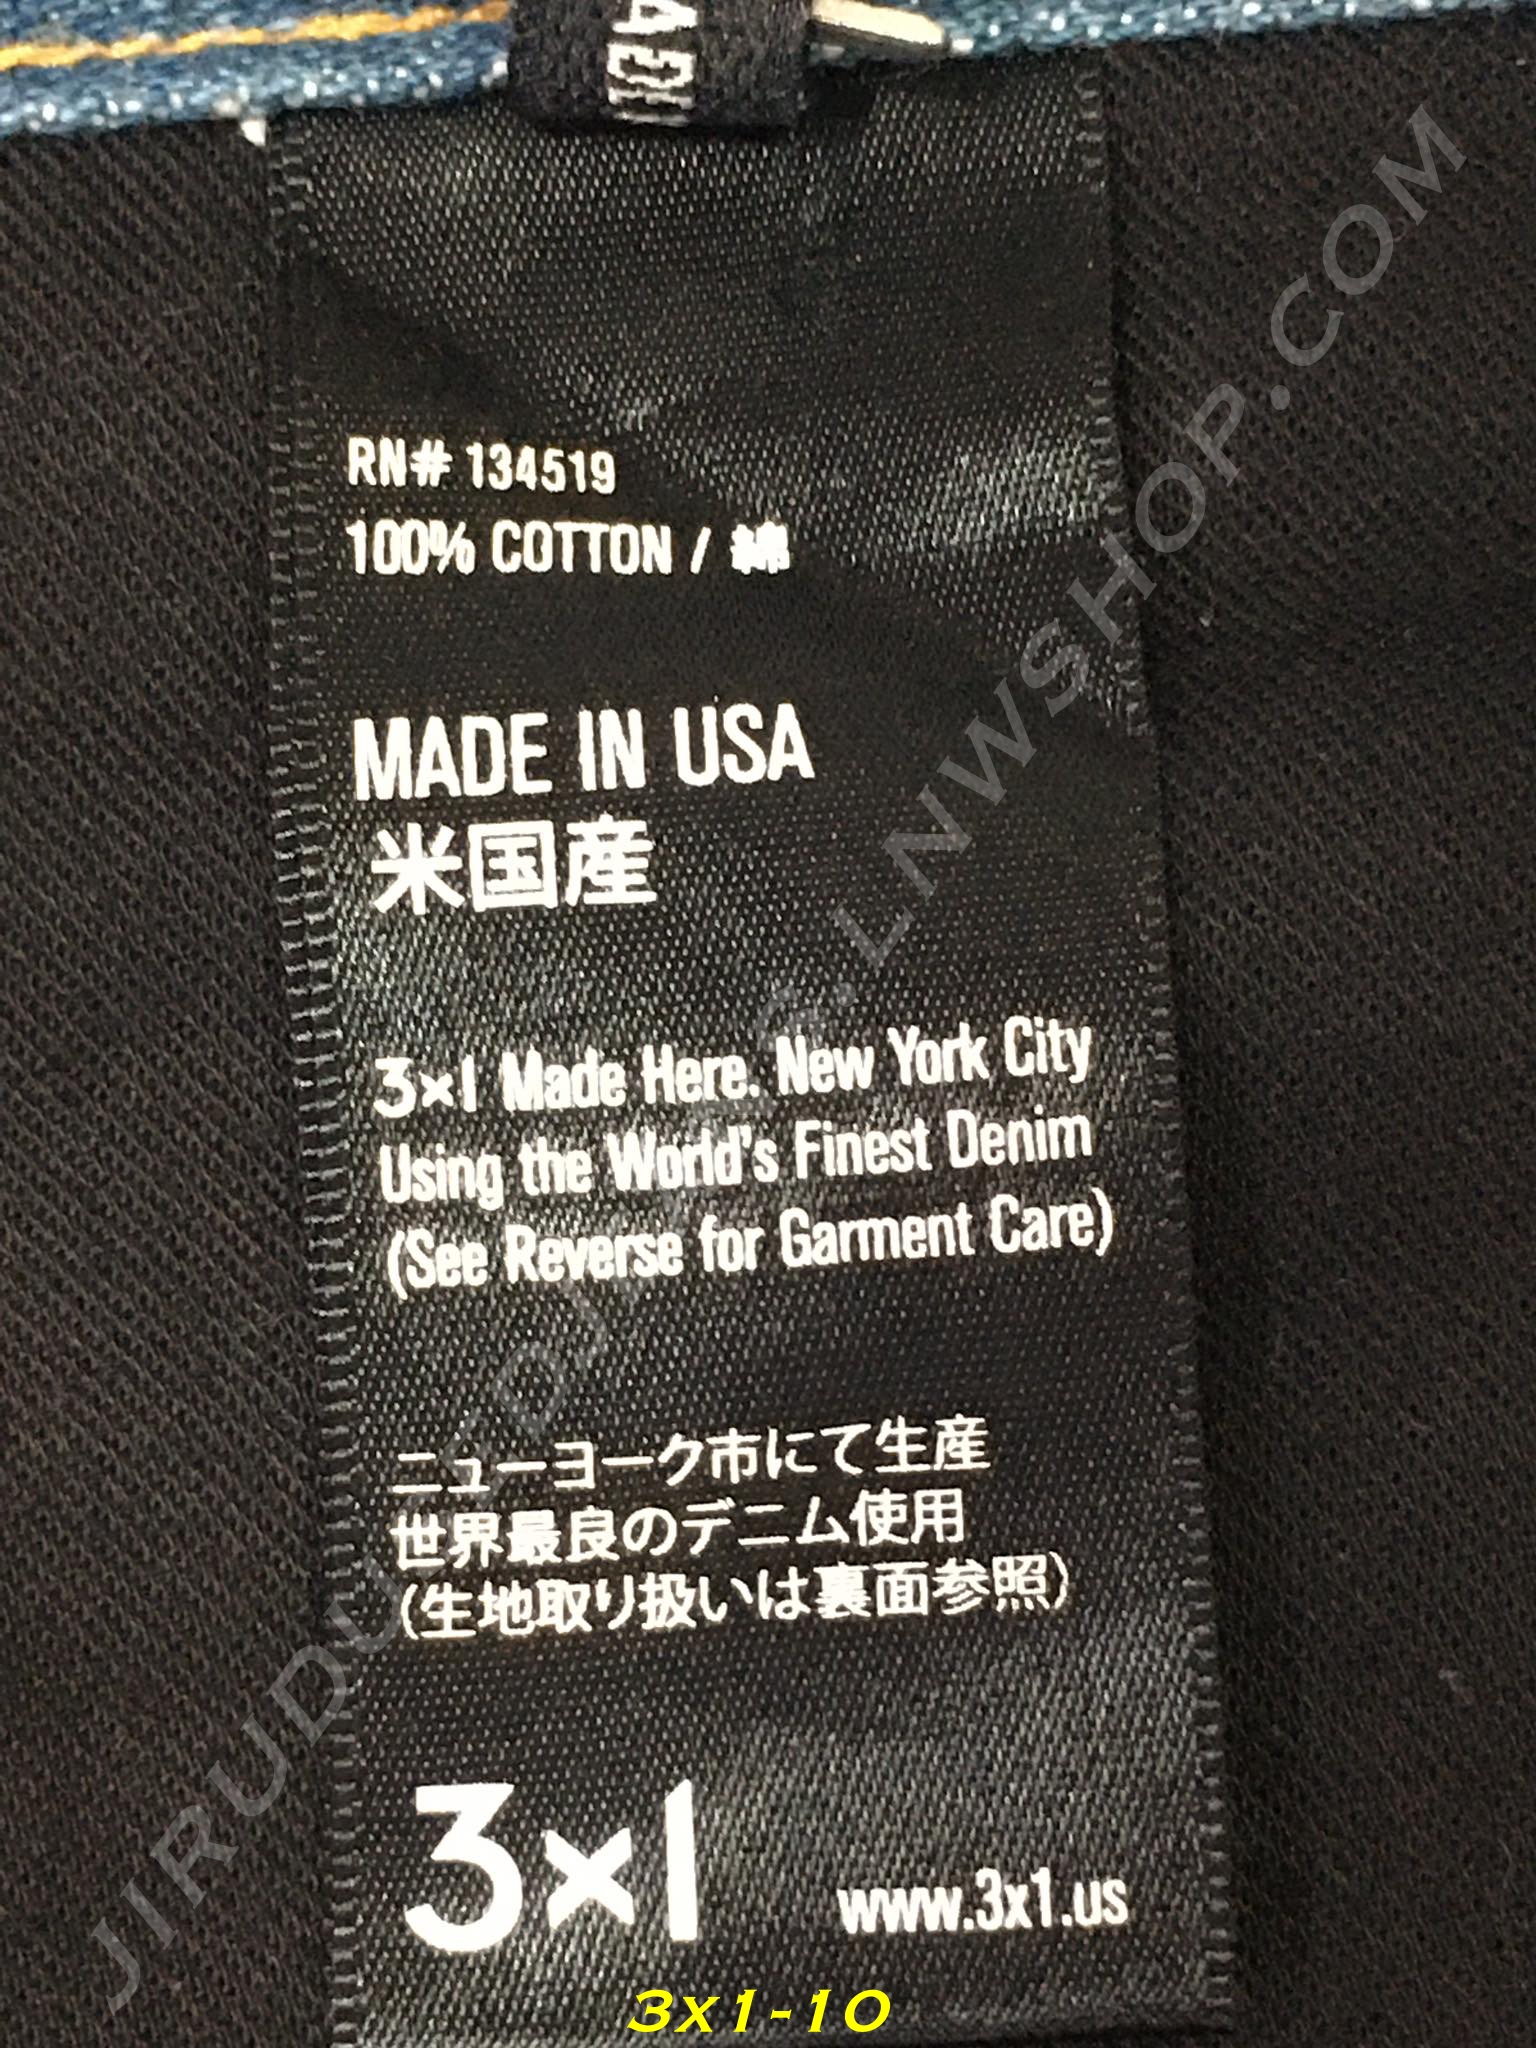 RN# 134519
100% COTTON / 綿
MADE IN USA
米国産
3×1 Made Here. New York City
Using the World's Finest Denim
(See Reverse for Garment Care)
ニューヨーク市にて生産
世界最良のデニム使用
(生地取り扱いは裏面参照)
3×1
www.3x1.us
3x1-10